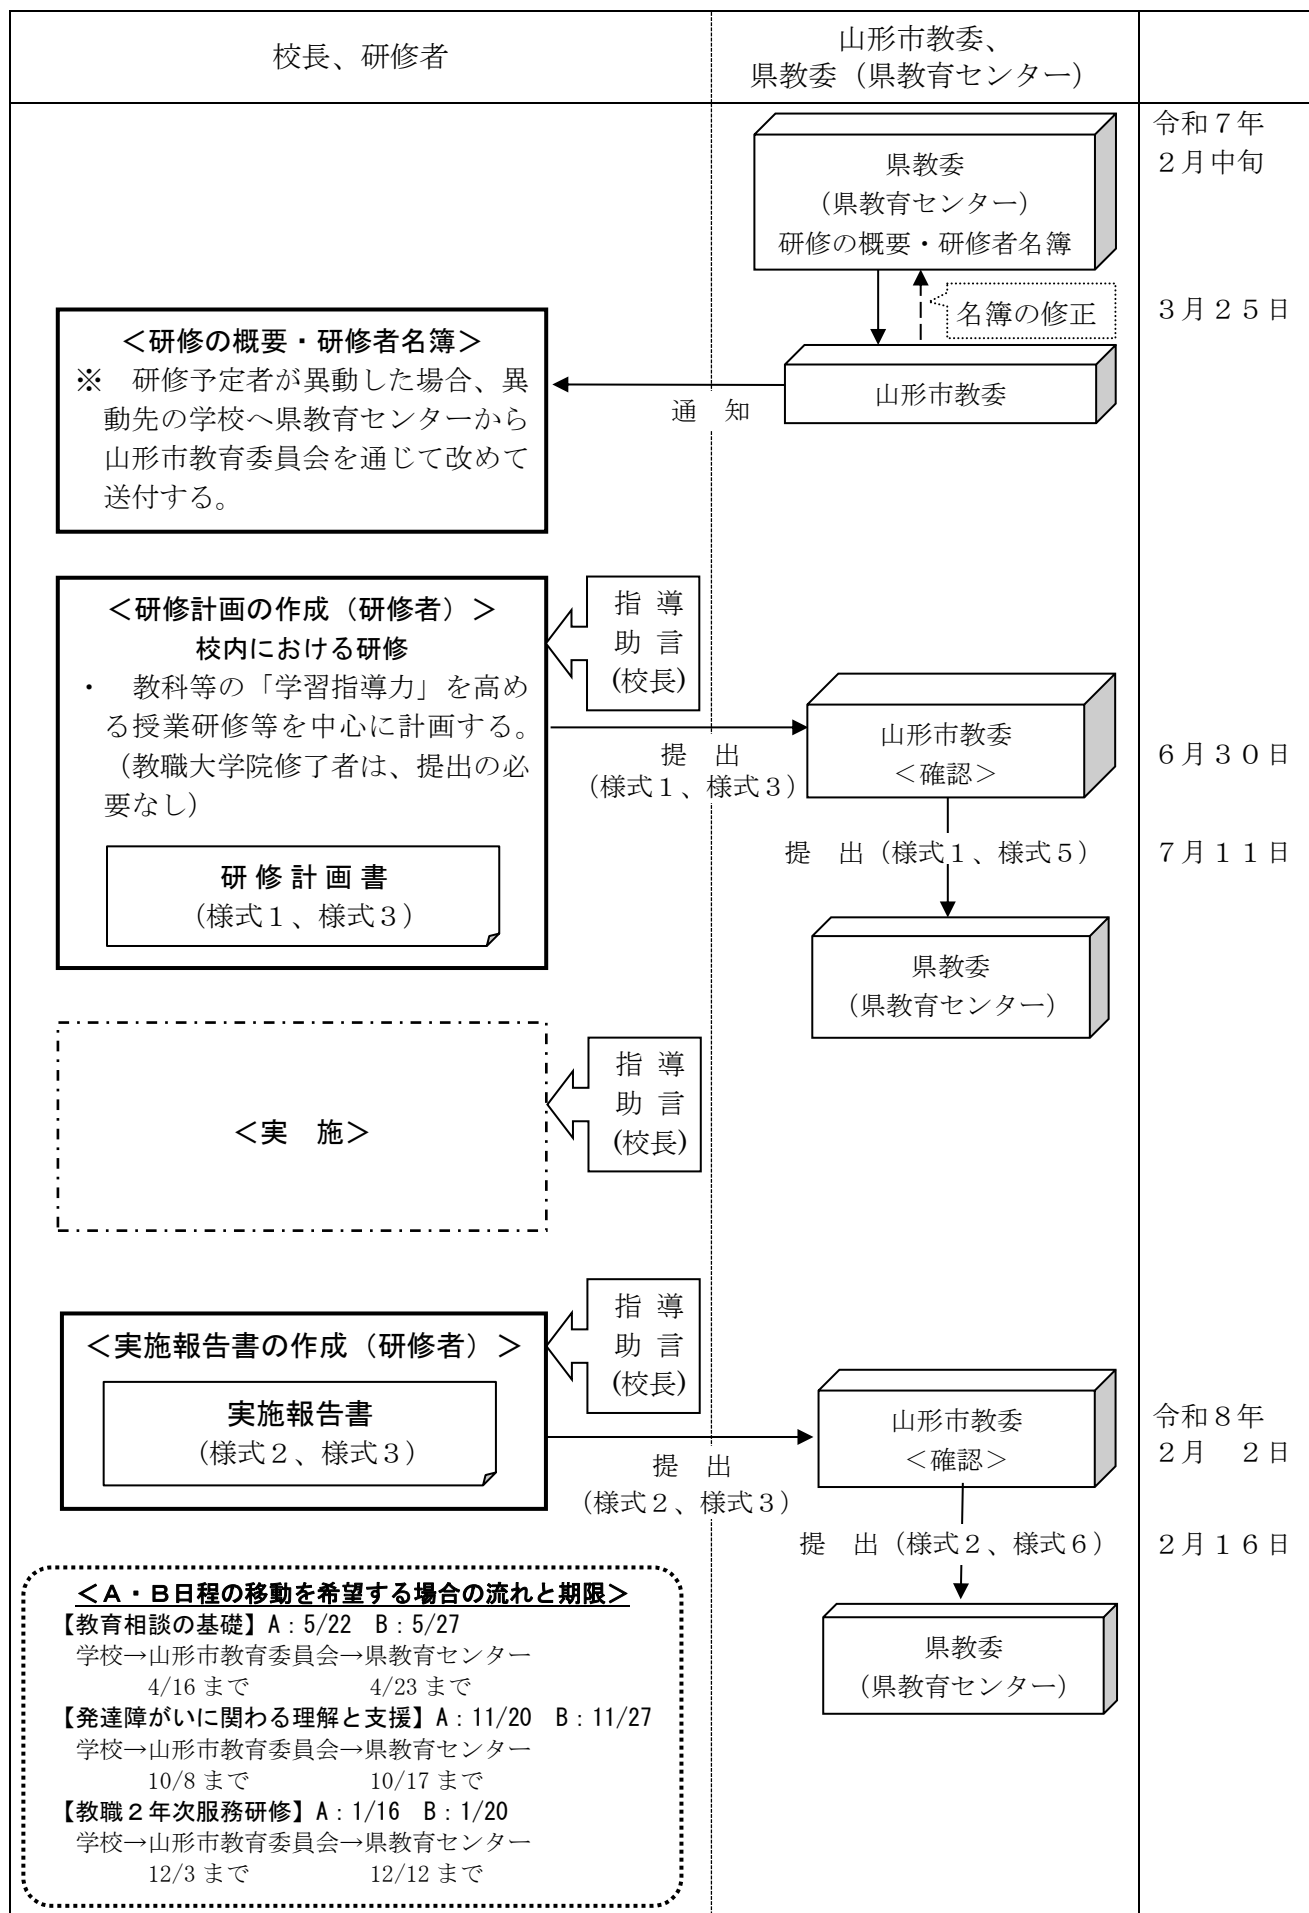 校長、研修者
山形市教委、
県教委（県教育センター）
令和７年
２月中旬
県教委
（県教育センター）
研修の概要・研修者名簿
名簿の修正
３月２５日
山形市教委
通　知
＜研修の概要・研修者名簿＞
※　研修予定者が異動した場合、異
動先の学校へ県教育センターから
山形市教育委員会を通じて改めて
送付する。
＜研修計画の作成（研修者）＞
校内における研修
・　教科等の「学習指導力」を高め
る授業研修等を中心に計画する。
（教職大学院修了者は、提出の必
要なし）
研 修 計 画 書
（様式１、様式３）
指 導
助 言
(校長)
提　出
（様式１、様式３）
山形市教委
＜確認＞
６月３０日
提　出（様式１、様式５）
７月１１日
県教委
（県教育センター）
＜実　施＞
指 導
助 言
(校長)
＜実施報告書の作成（研修者）＞
実施報告書
（様式２、様式３）
指 導
助 言
(校長)
提　出
（様式２、様式３）
山形市教委
＜確認＞
令和８年
２月　２日
提　出（様式２、様式６）
２月１６日
県教委
（県教育センター）
＜Ａ・Ｂ日程の移動を希望する場合の流れと期限＞
【教育相談の基礎】A：5/22　B：5/27
学校→山形市教育委員会→県教育センター
4/16 まで　4/23 まで
【発達障がいに関わる理解と支援】A：11/20　B：11/27
学校→山形市教育委員会→県教育センター
10/8 まで　10/17 まで
【教職２年次服務研修】A：1/16　B：1/20
学校→山形市教育委員会→県教育センター
12/3 まで　12/12 まで